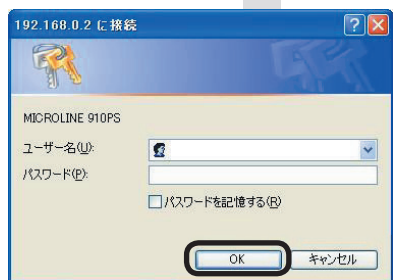 192.168.0.2 に接続
MICROLINE 910PS
ユーザー名(U):
パスワード(P):
パスワードを記憶する(R)
OK キャンセル